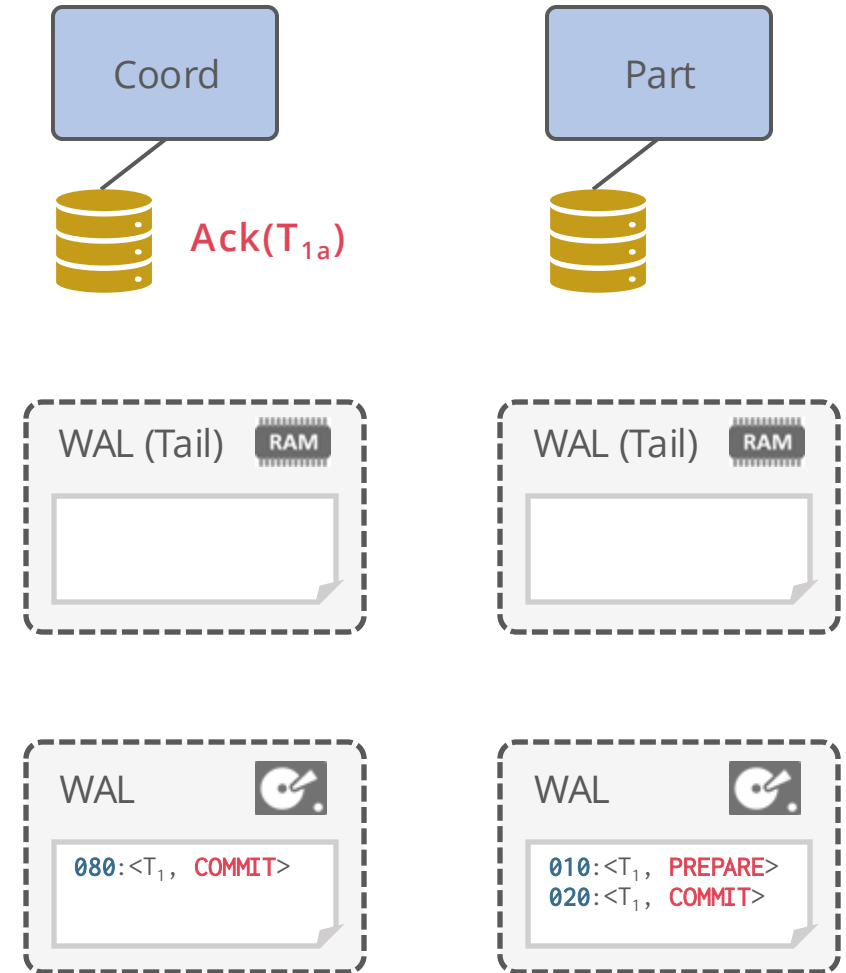 Coord
Part
Ack(T1a)
WAL (Tail) RAM
WAL (Tail) RAM
WAL
080:<T1, COMMIT>
WAL
010:<T1, PREPARE>
020:<T1, COMMIT>